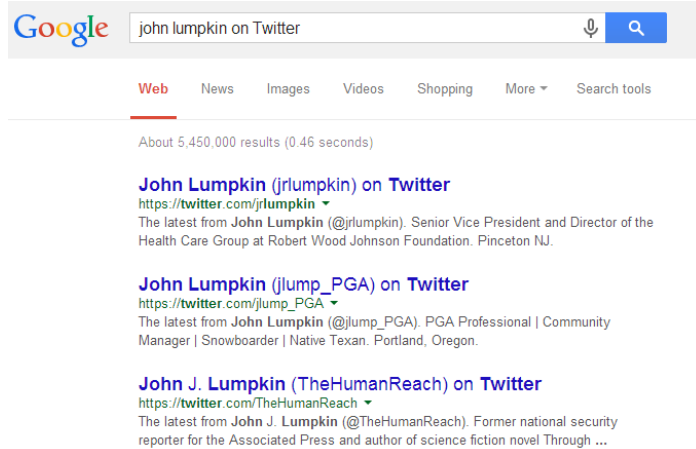 Google john lumpkin on Twitter
Web News Images Videos Shopping More Search tools
About 5,450,000 results (0.46 seconds)
John Lumpkin (jrlumpkin) on Twitter
https://twitter.com/jrlumpkin
The latest from John Lumpkin (@jrlumpkin). Senior Vice President and Director of the
Health Care Group at Robert Wood Johnson Foundation. Pinceton NJ.
John Lumpkin (jlump_PGA) on Twitter
https://twitter.com/jlump_PGA
The latest from John Lumpkin (@jlump_PGA). PGA Professional | Community
Manager | Snowboarder | Native Texan. Portland, Oregon.
John J. Lumpkin (TheHumanReach) on Twitter
https://twitter.com/TheHumanReach
The latest from John J. Lumpkin (@TheHumanReach). Former national security
reporter for the Associated Press and author of science fiction novel Through ...